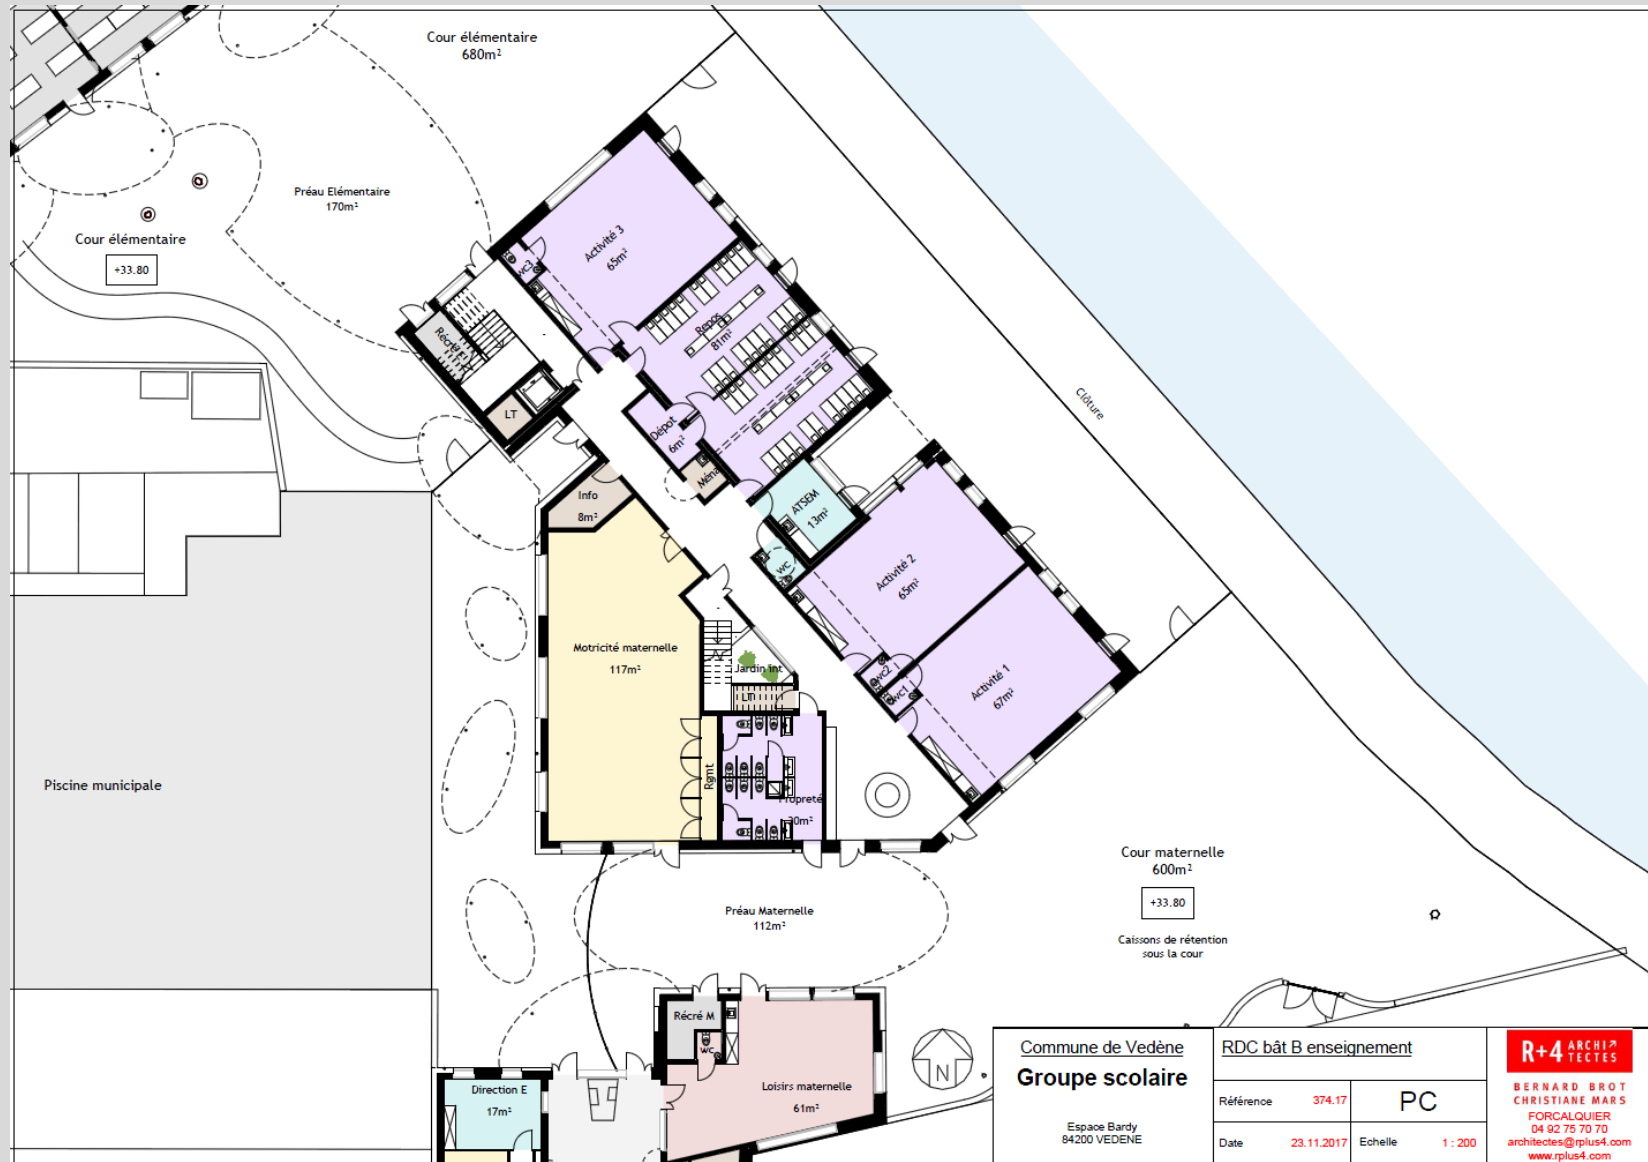 Cour élémentaire
680m²
Préau Elémentaire
170m²
Cour élémentaire
+33.80
Activité 3
65m²
wc3
Repos
81m²
Récré
LT
Dépot
6m²
Ména
Clôture
Info
8m²
ATSEM
13m²
wc
Activité 2
65m²
Motricité maternelle
117m²
Jardin int
LT
wc2
wc1
Activité 1
67m²
Rgmt
Propreté
30m²
Piscine municipale
Cour maternelle
600m²
+33.80
Caissons de rétention
sous la cour
Préau Maternelle
112m²
Récré M
wc
Loisirs maternelle
61m²
Direction E
17m²
N
Commune de Vedène
Groupe scolaire
Espace Bardy
84200 VEDENE
RDC bât B enseignement
Référence 374.17
PC
Date 23.11.2017
Echelle 1 : 200
R+4 ARCHI
TECTES
BERNARD BROT
CHRISTIANE MARS
FORCALQUIER
04 92 75 70 70
architectes@rplus4.com
www.rplus4.com